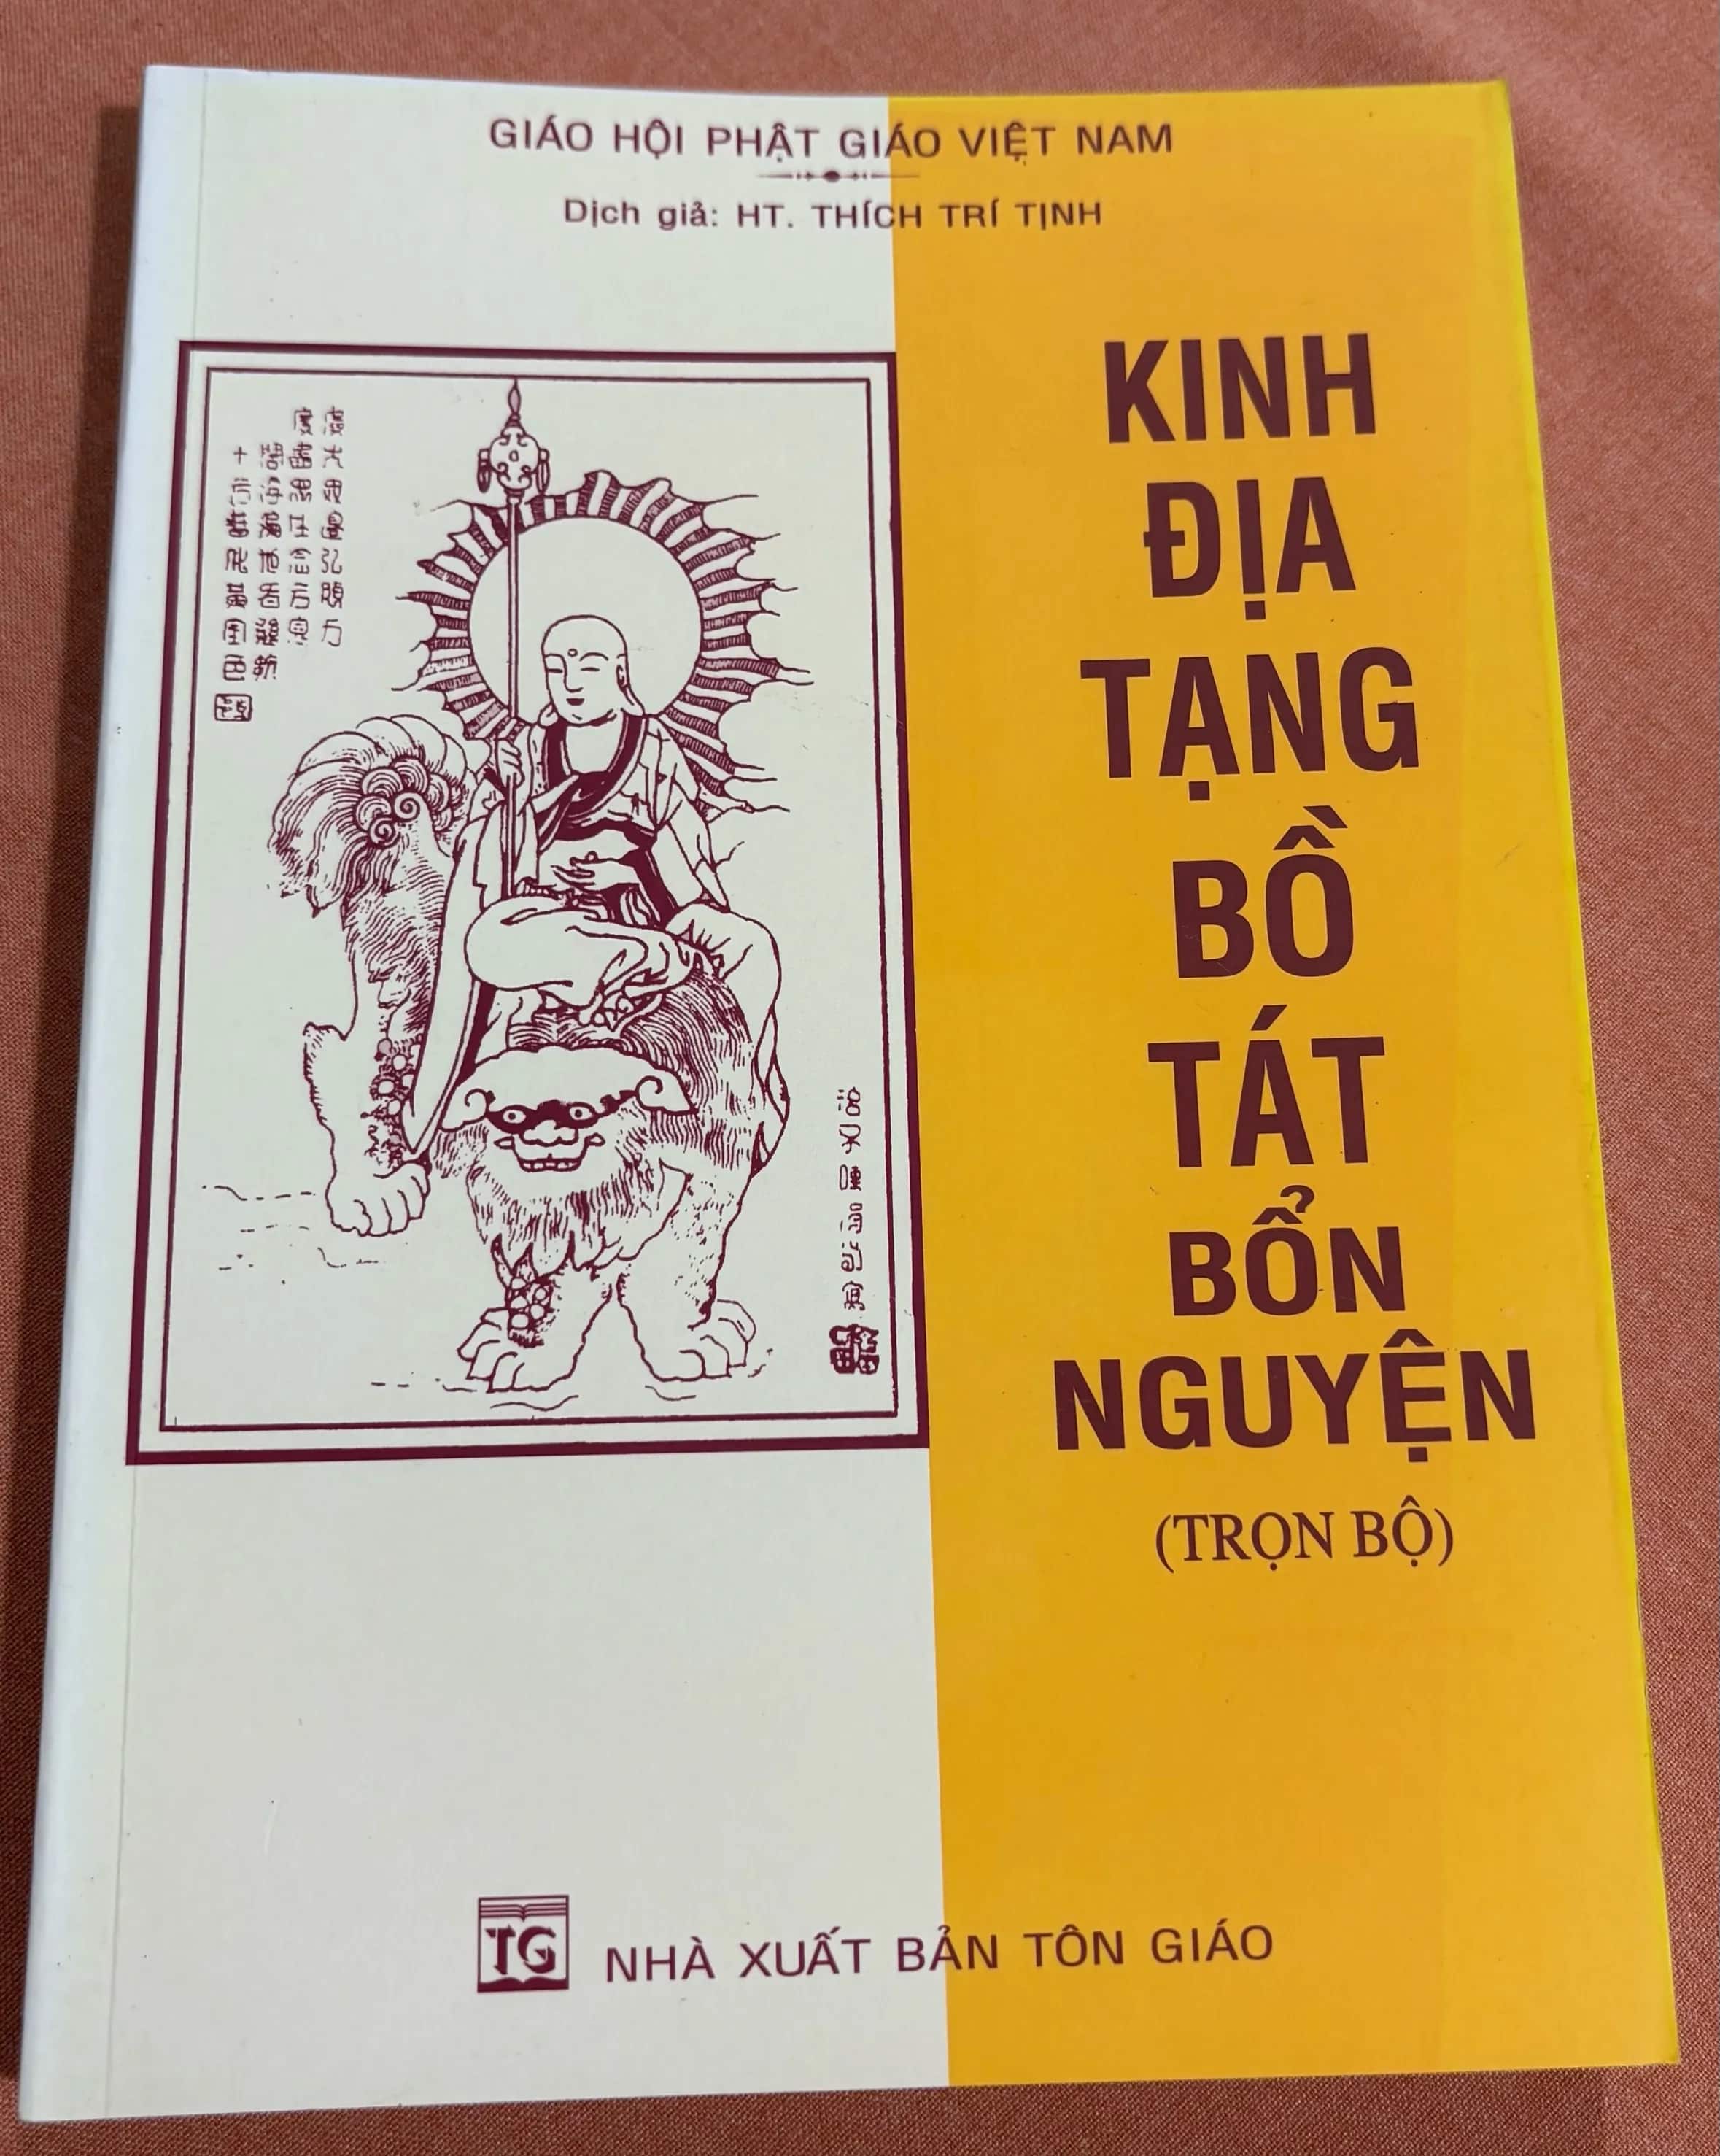 GIÁO HỘI PHẬT GIÁO VIỆT NAM
Dịch giả: HT. THÍCH TRÍ TỊNH
KINH
ĐỊA
TẠNG
BỒ
TÁT
BỔN
NGUYỆN
(TRỌN BỘ)
TG
NHÀ XUẤT BẢN TÔN GIÁO